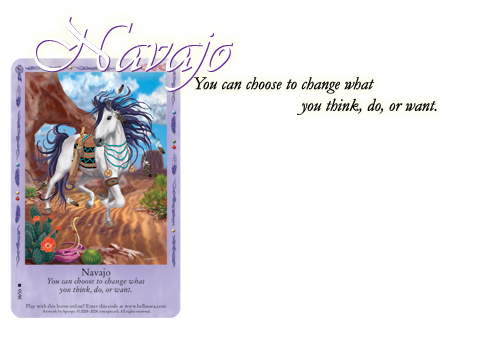 Navajo
You can choose to change what
you think, do, or want.
Navajo
You can choose to change what
you think, do, or want.
Play with this horse online! Enter this code at www.bellasara.com